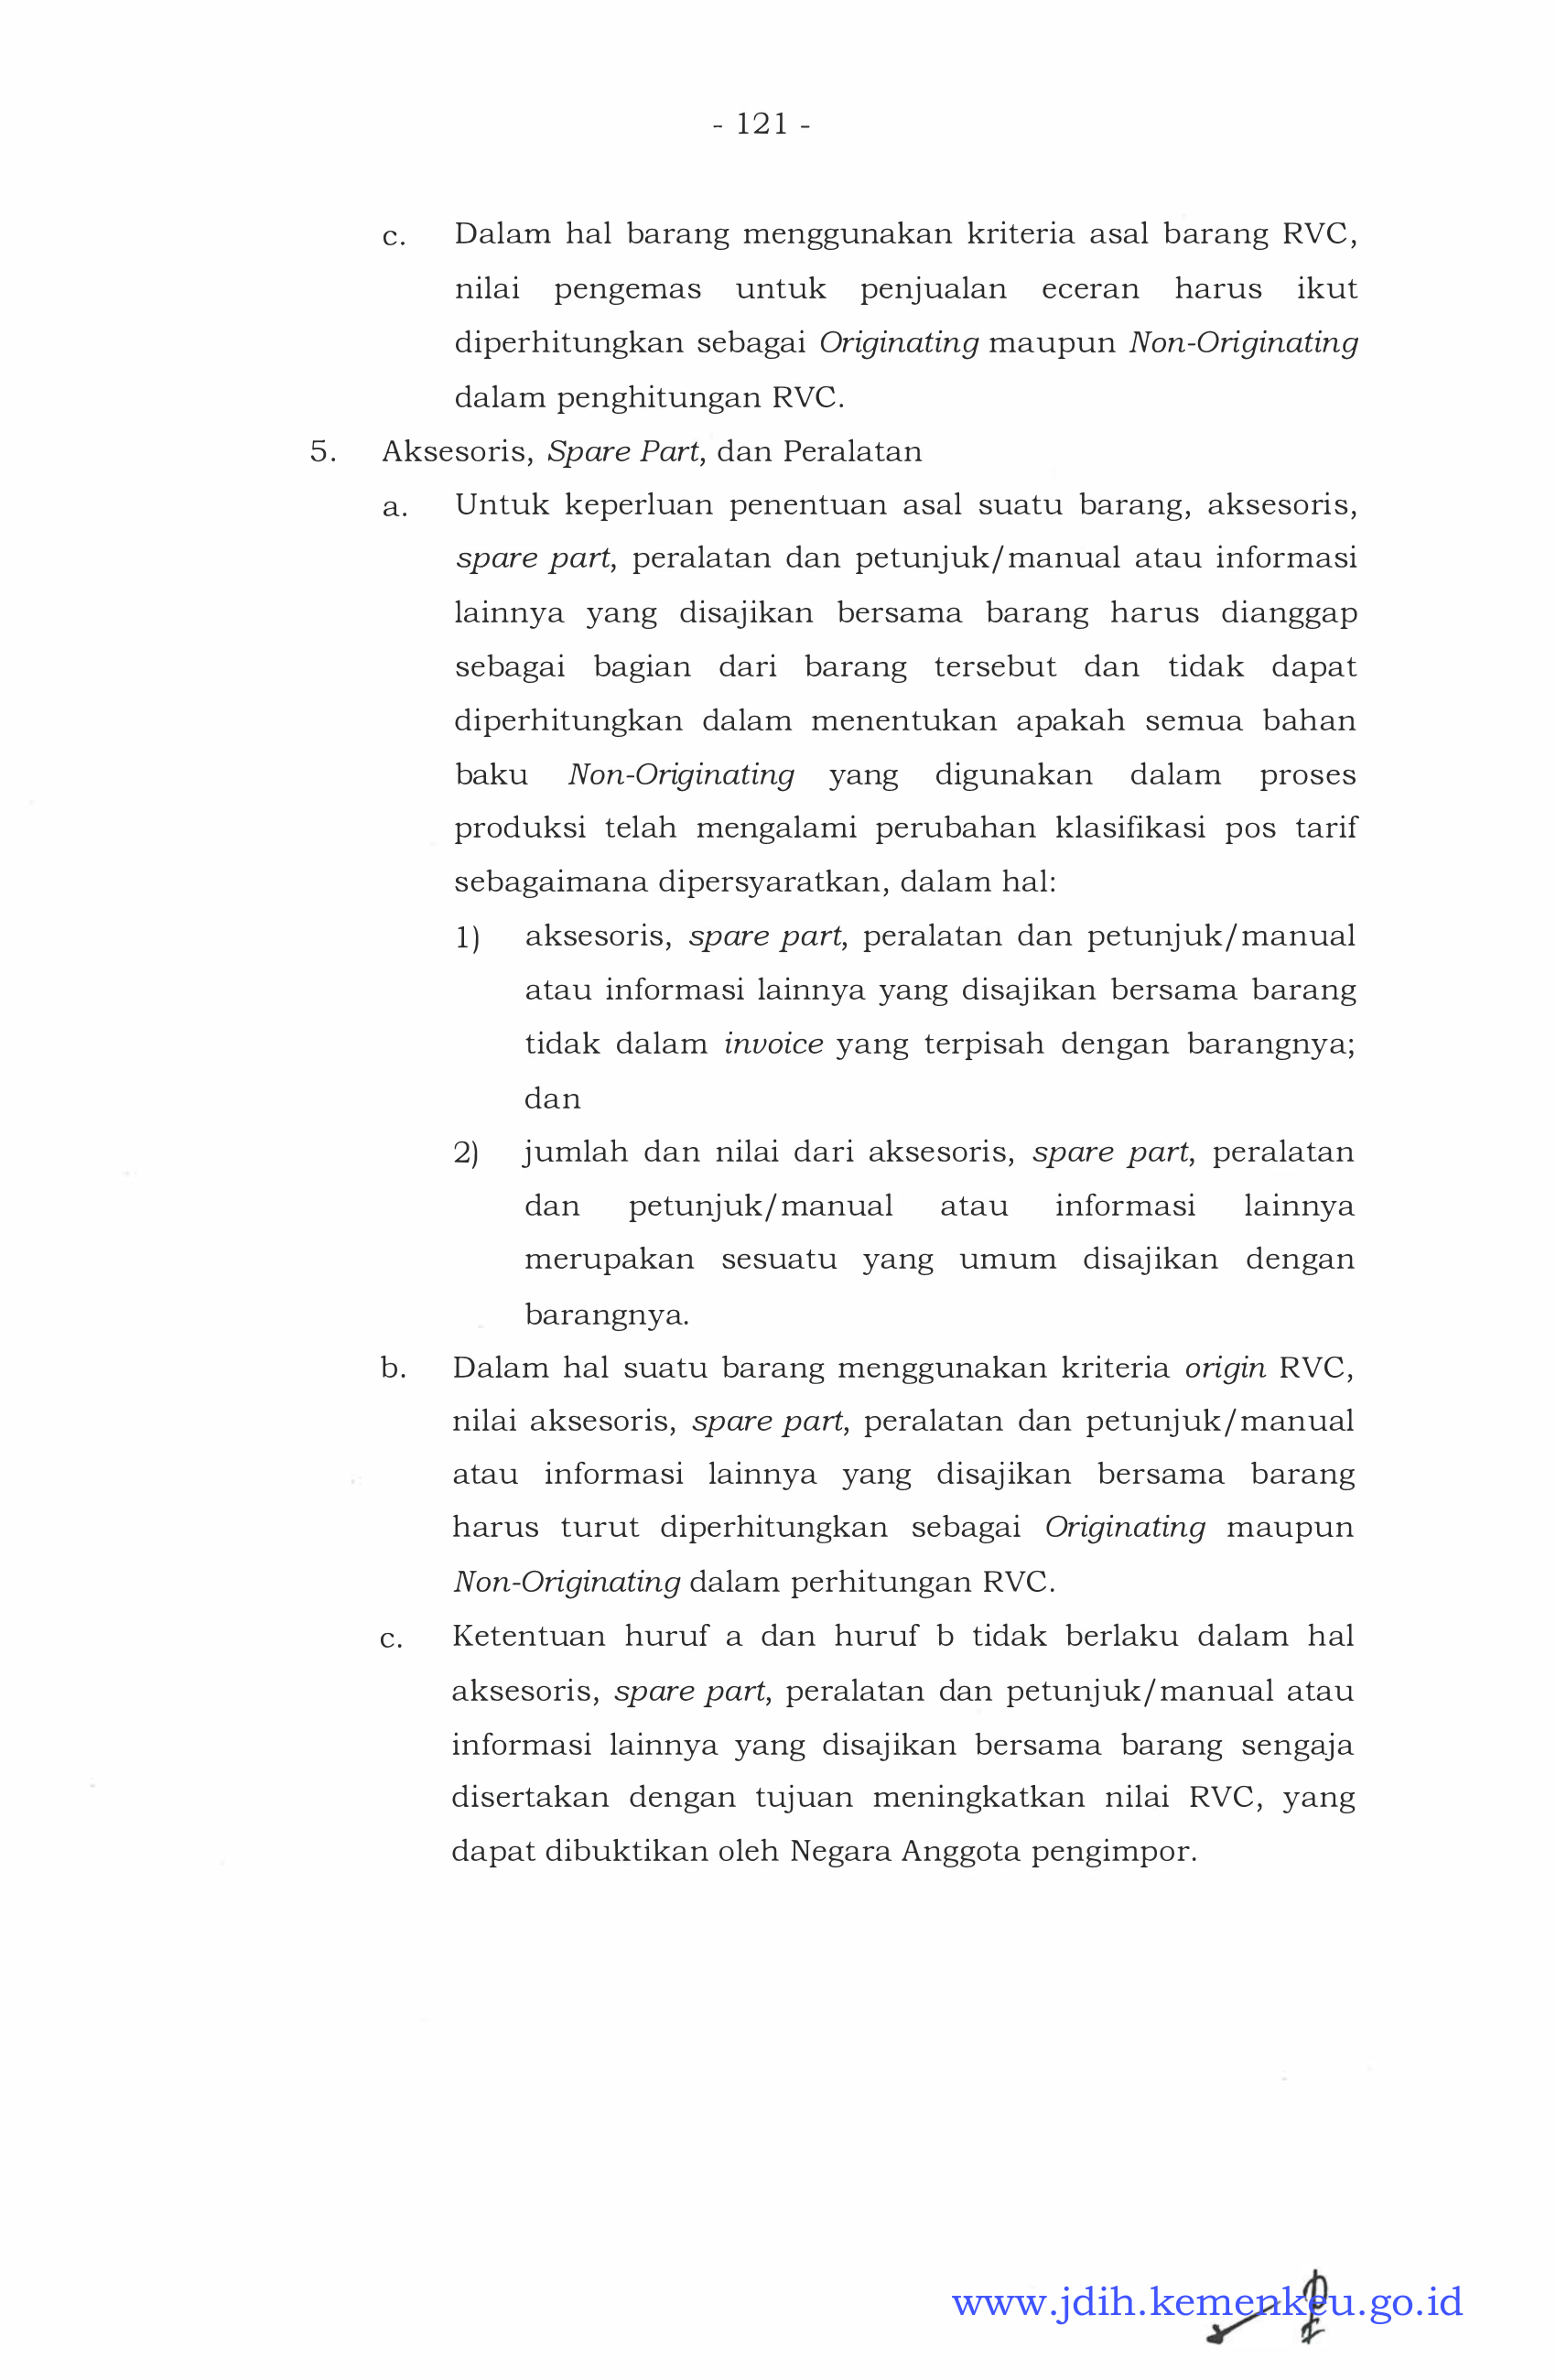 - 121 -
c. Dalam hal barang menggunakan kriteria asal barang RVC,
nilai pengemas untuk penjualan eceran harus ikut
diperhitungkan sebagai Originating maupun Non-Originating
dalam penghitungan RVC.
5. Aksesoris, Spare Part, dan Peralatan
a. Untuk keperluan penentuan asal suatu barang, aksesoris,
spare part, peralatan dan petunjuk/manual atau informasi
lainnya yang disajikan bersama barang harus dianggap
sebagai bagian dari barang tersebut dan tidak dapat
diperhitungkan dalam menentukan apakah semua bahan
baku Non-Originating yang digunakan dalam proses
produksi telah mengalami perubahan klasifikasi pos tarif
sebagaimana dipersyaratkan, dalam hal:
1) aksesoris, spare part, peralatan dan petunjuk/manual
atau informasi lainnya yang disajikan bersama barang
tidak dalam invoice yang terpisah dengan barangnya;
dan
2) jumlah dan nilai dari aksesoris, spare part, peralatan
dan petunjuk/manual atau informasi lainnya
merupakan sesuatu yang umum disajikan dengan
barangnya.
b. Dalam hal suatu barang menggunakan kriteria origin RVC,
nilai aksesoris, spare part, peralatan dan petunjuk/manual
atau informasi lainnya yang disajikan bersama barang
harus turut diperhitungkan sebagai Originating maupun
Non-Originating dalam perhitungan RVC.
c. Ketentuan huruf a dan huruf b tidak berlaku dalam hal
aksesoris, spare part, peralatan dan petunjuk/manual atau
informasi lainnya yang disajikan bersama barang sengaja
disertakan dengan tujuan meningkatkan nilai RVC, yang
dapat dibuktikan oleh Negara Anggota pengimpor.
www.jdih.kemenkeu.go.id